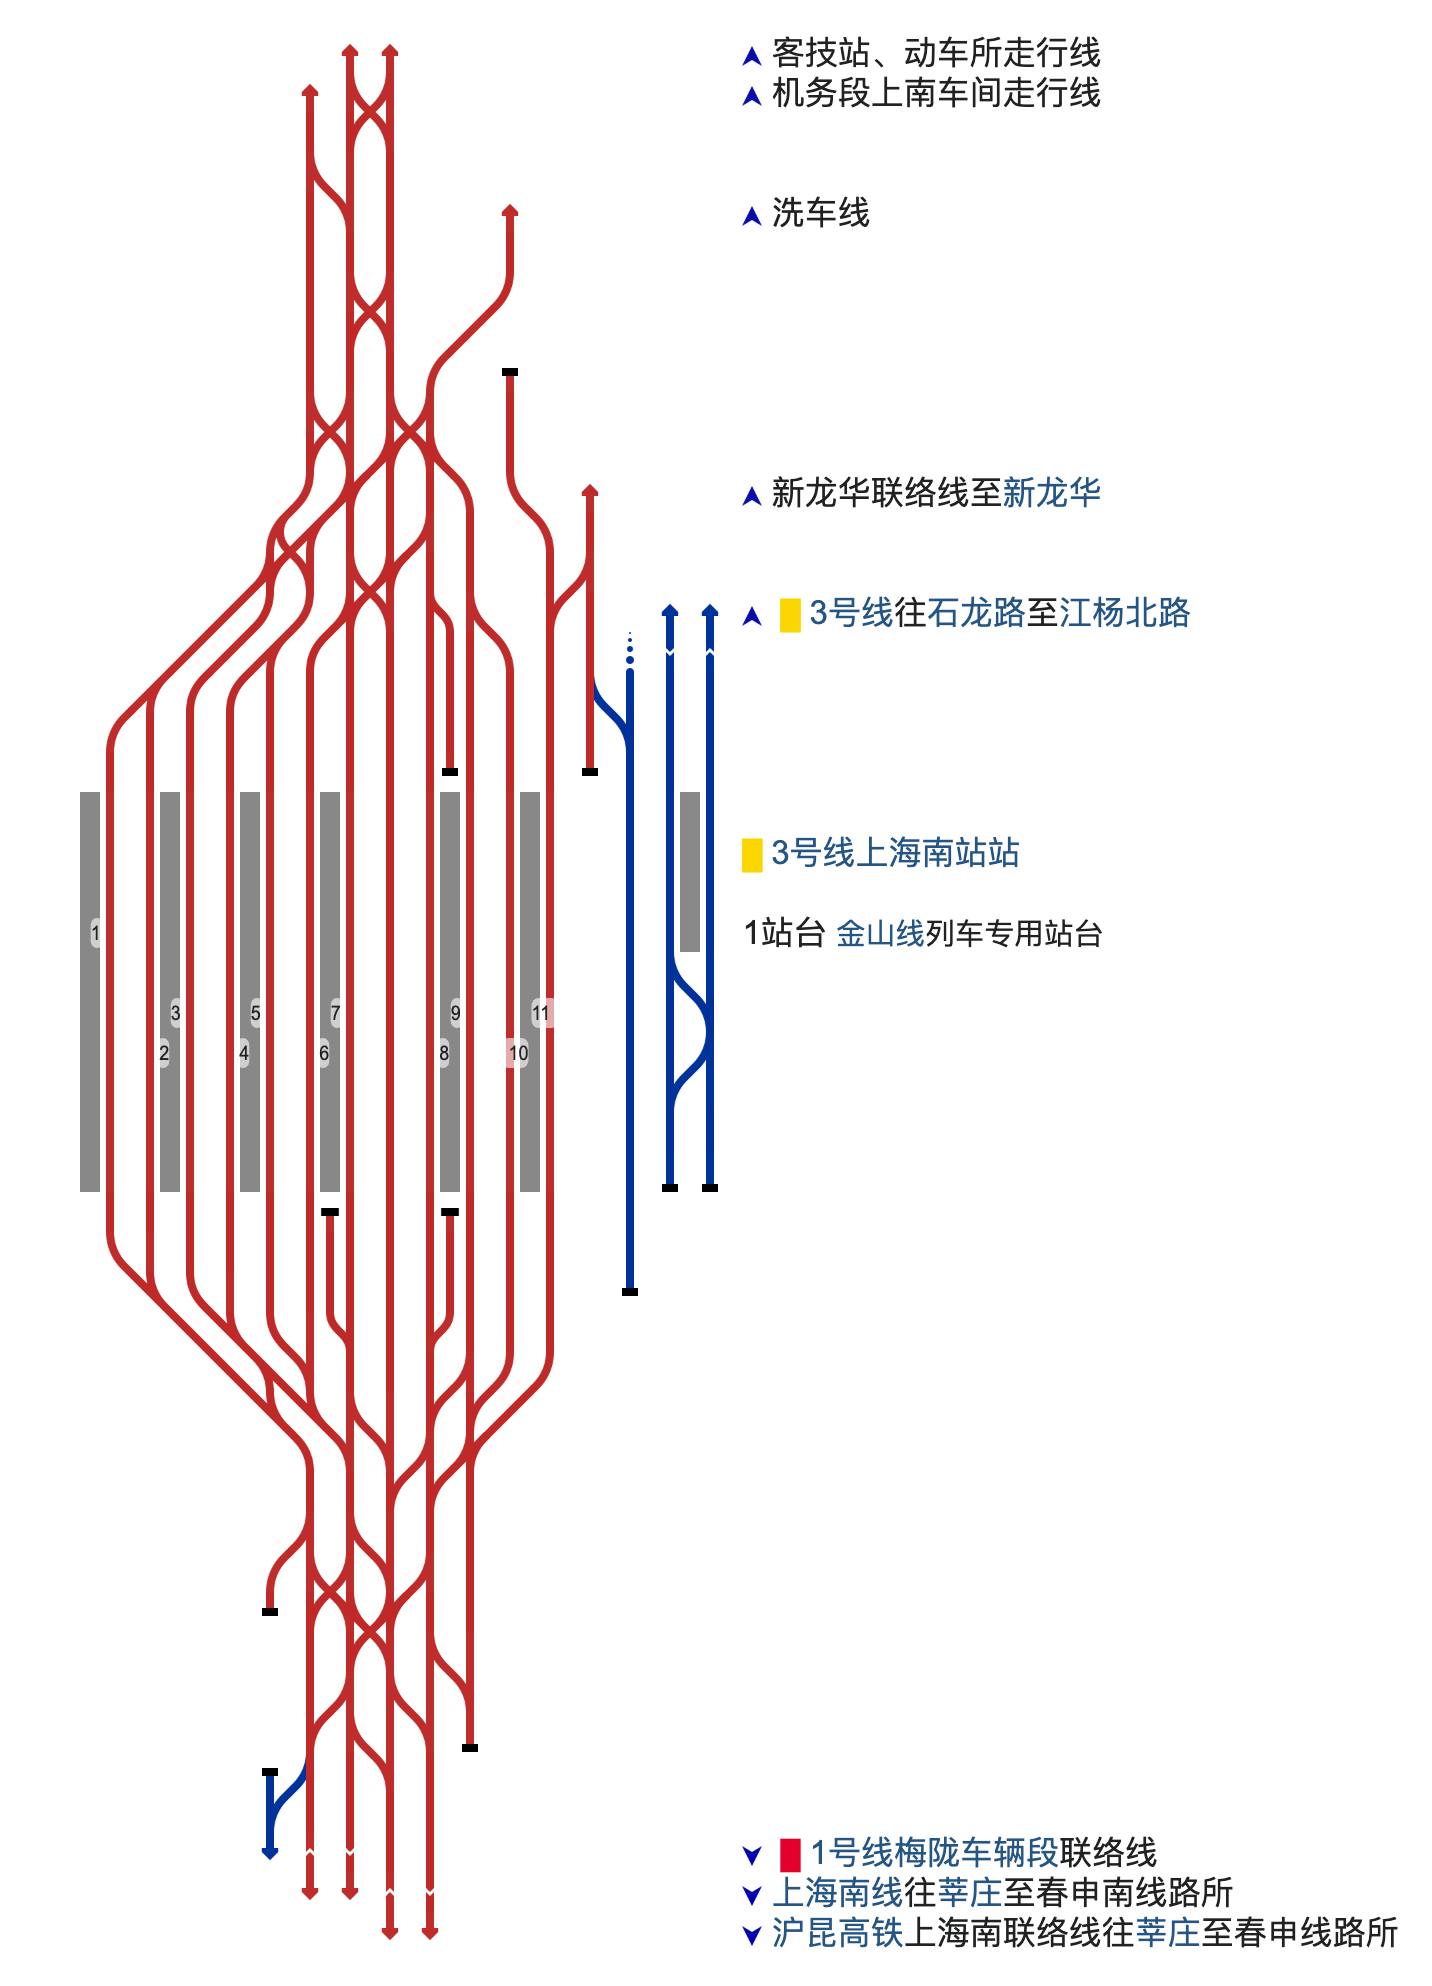 客技站、动车所走行线
机务段上南车间走行线
洗车线
新龙华联络线至新龙华
3号线往石龙路至江杨北路
3号线上海南站站
1站台 金山线列车专用站台
1
3
5
7
9
11
2
4
6
8
10
1号线梅陇车辆段联络线
上海南线往莘庄至春申南线路所
沪昆高铁上海南联络线往莘庄至春申线路所